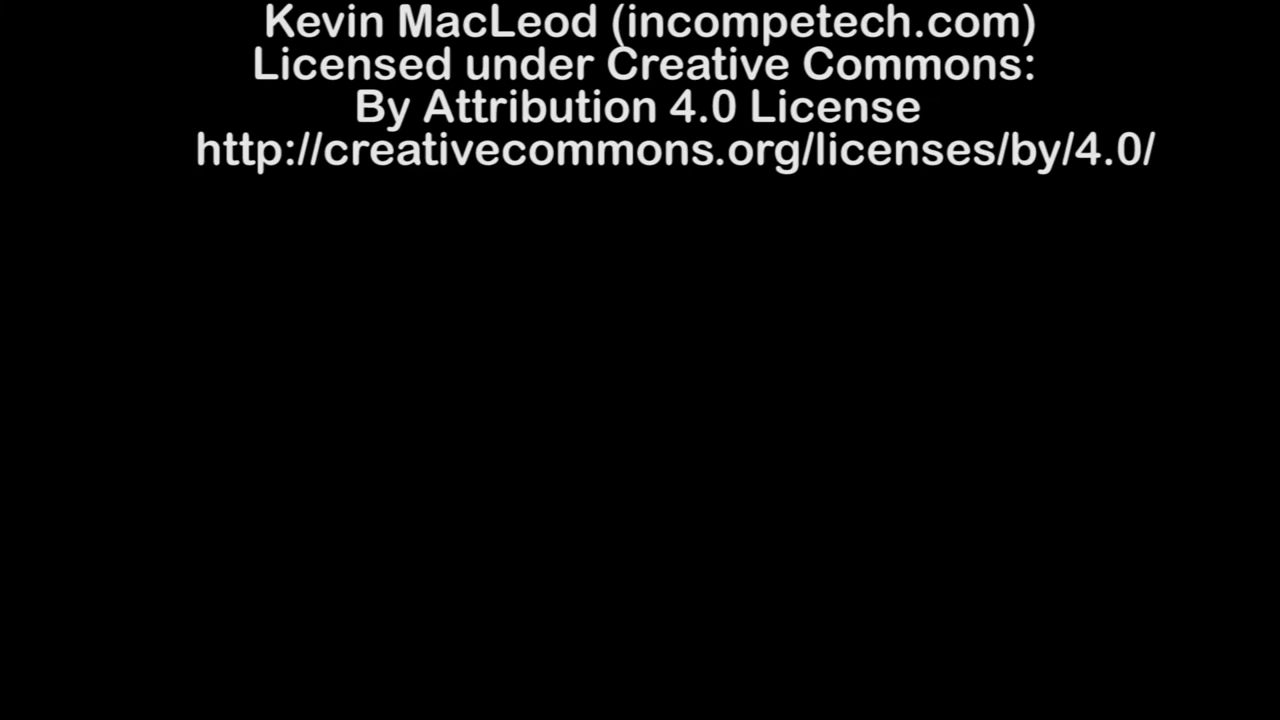 Kevin MacLeod (incompetech.com)
Licensed under Creative Commons:
By Attribution 4.0 License
http://creativecommons.org/licenses/by/4.0/